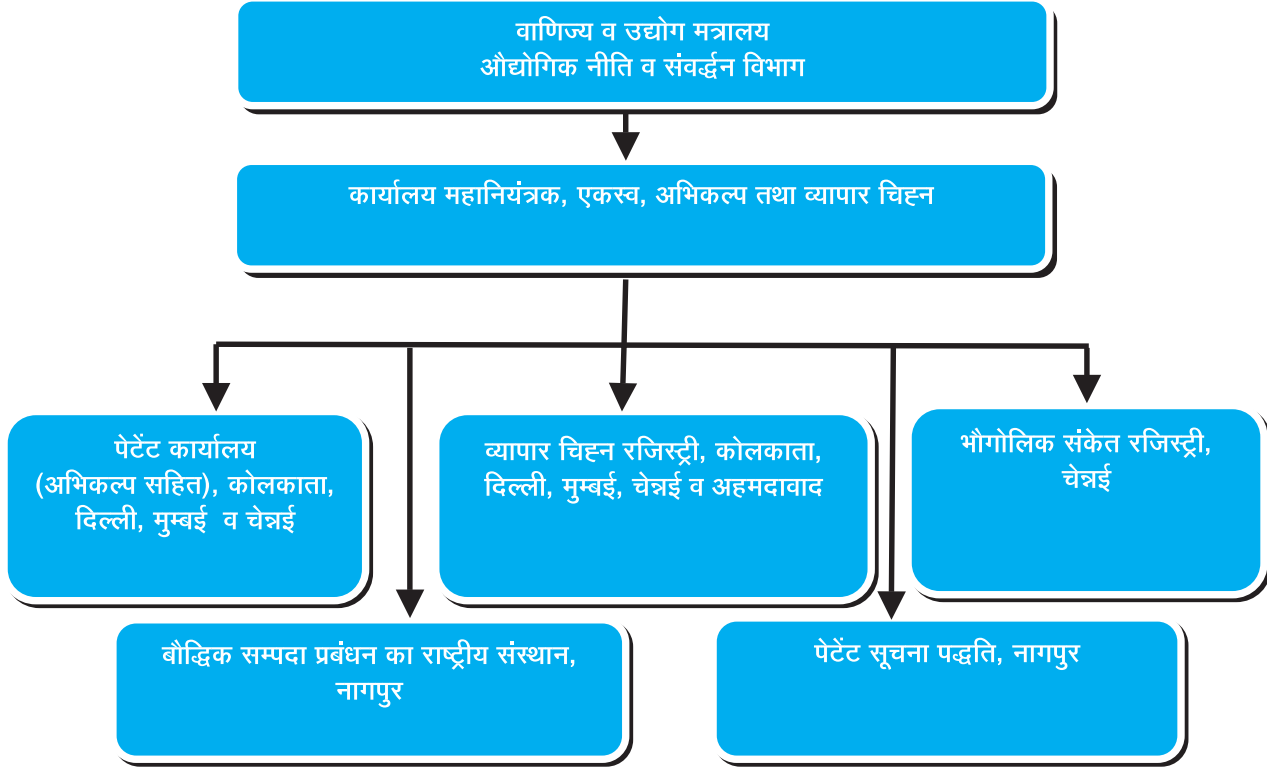 वाणिज्य व उद्योग मत्रालय
औद्योगिक नीति व संवर्द्धन विभाग
कार्यालय महानियंत्रक, एकस्व, अभिकल्प तथा व्यापार चिह्न
पेटेंट कार्यालय
(अभिकल्प सहित), कोलकाता,
दिल्ली, मुम्बई व चेन्नई
व्यापार चिह्न रजिस्ट्री, कोलकाता,
दिल्ली, मुम्बई, चेन्नई व अहमदावाद
भौगोलिक संकेत रजिस्ट्री,
चेन्नई
बौद्धिक सम्पदा प्रबंधन का राष्ट्रीय संस्थान,
नागपुर
पेटेंट सूचना पद्धति, नागपुर